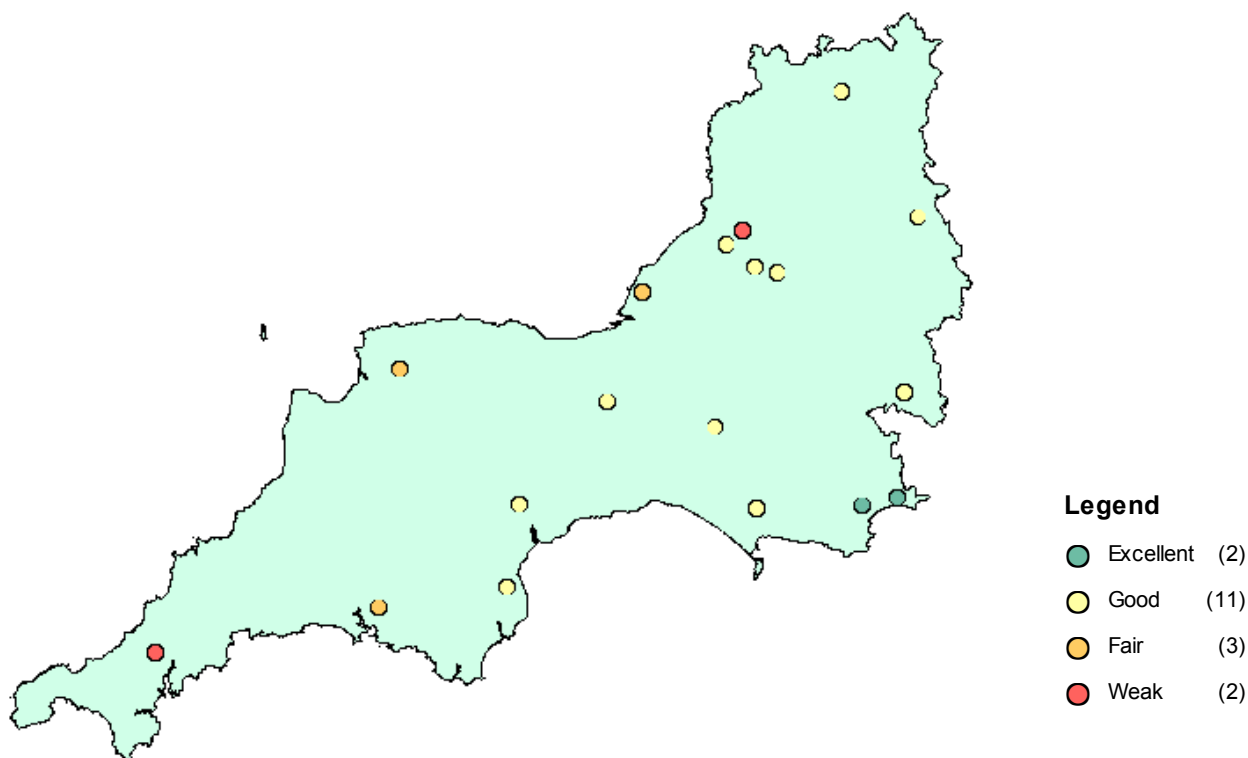 Legend
Excellent (2)
Good (11)
Fair (3)
Weak (2)